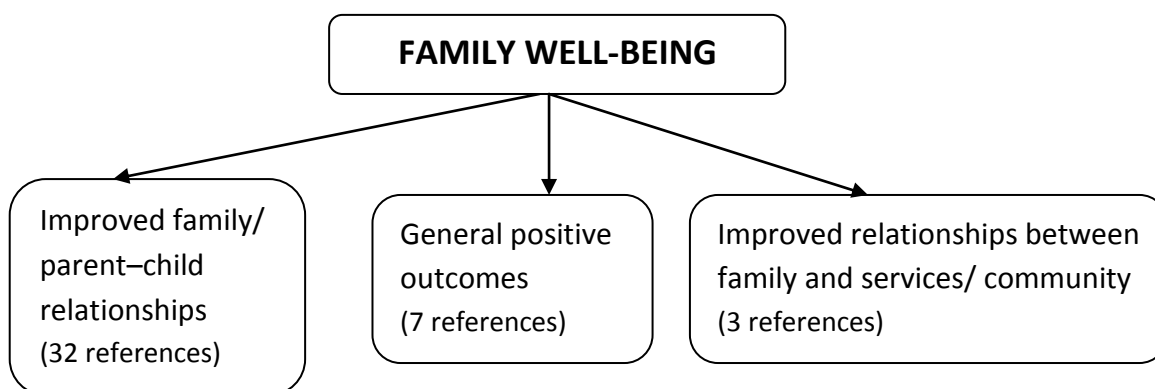 FAMILY WELL-BEING
Improved family/
parent–child
relationships
(32 references)
General positive
outcomes
(7 references)
Improved relationships between
family and services/ community
(3 references)